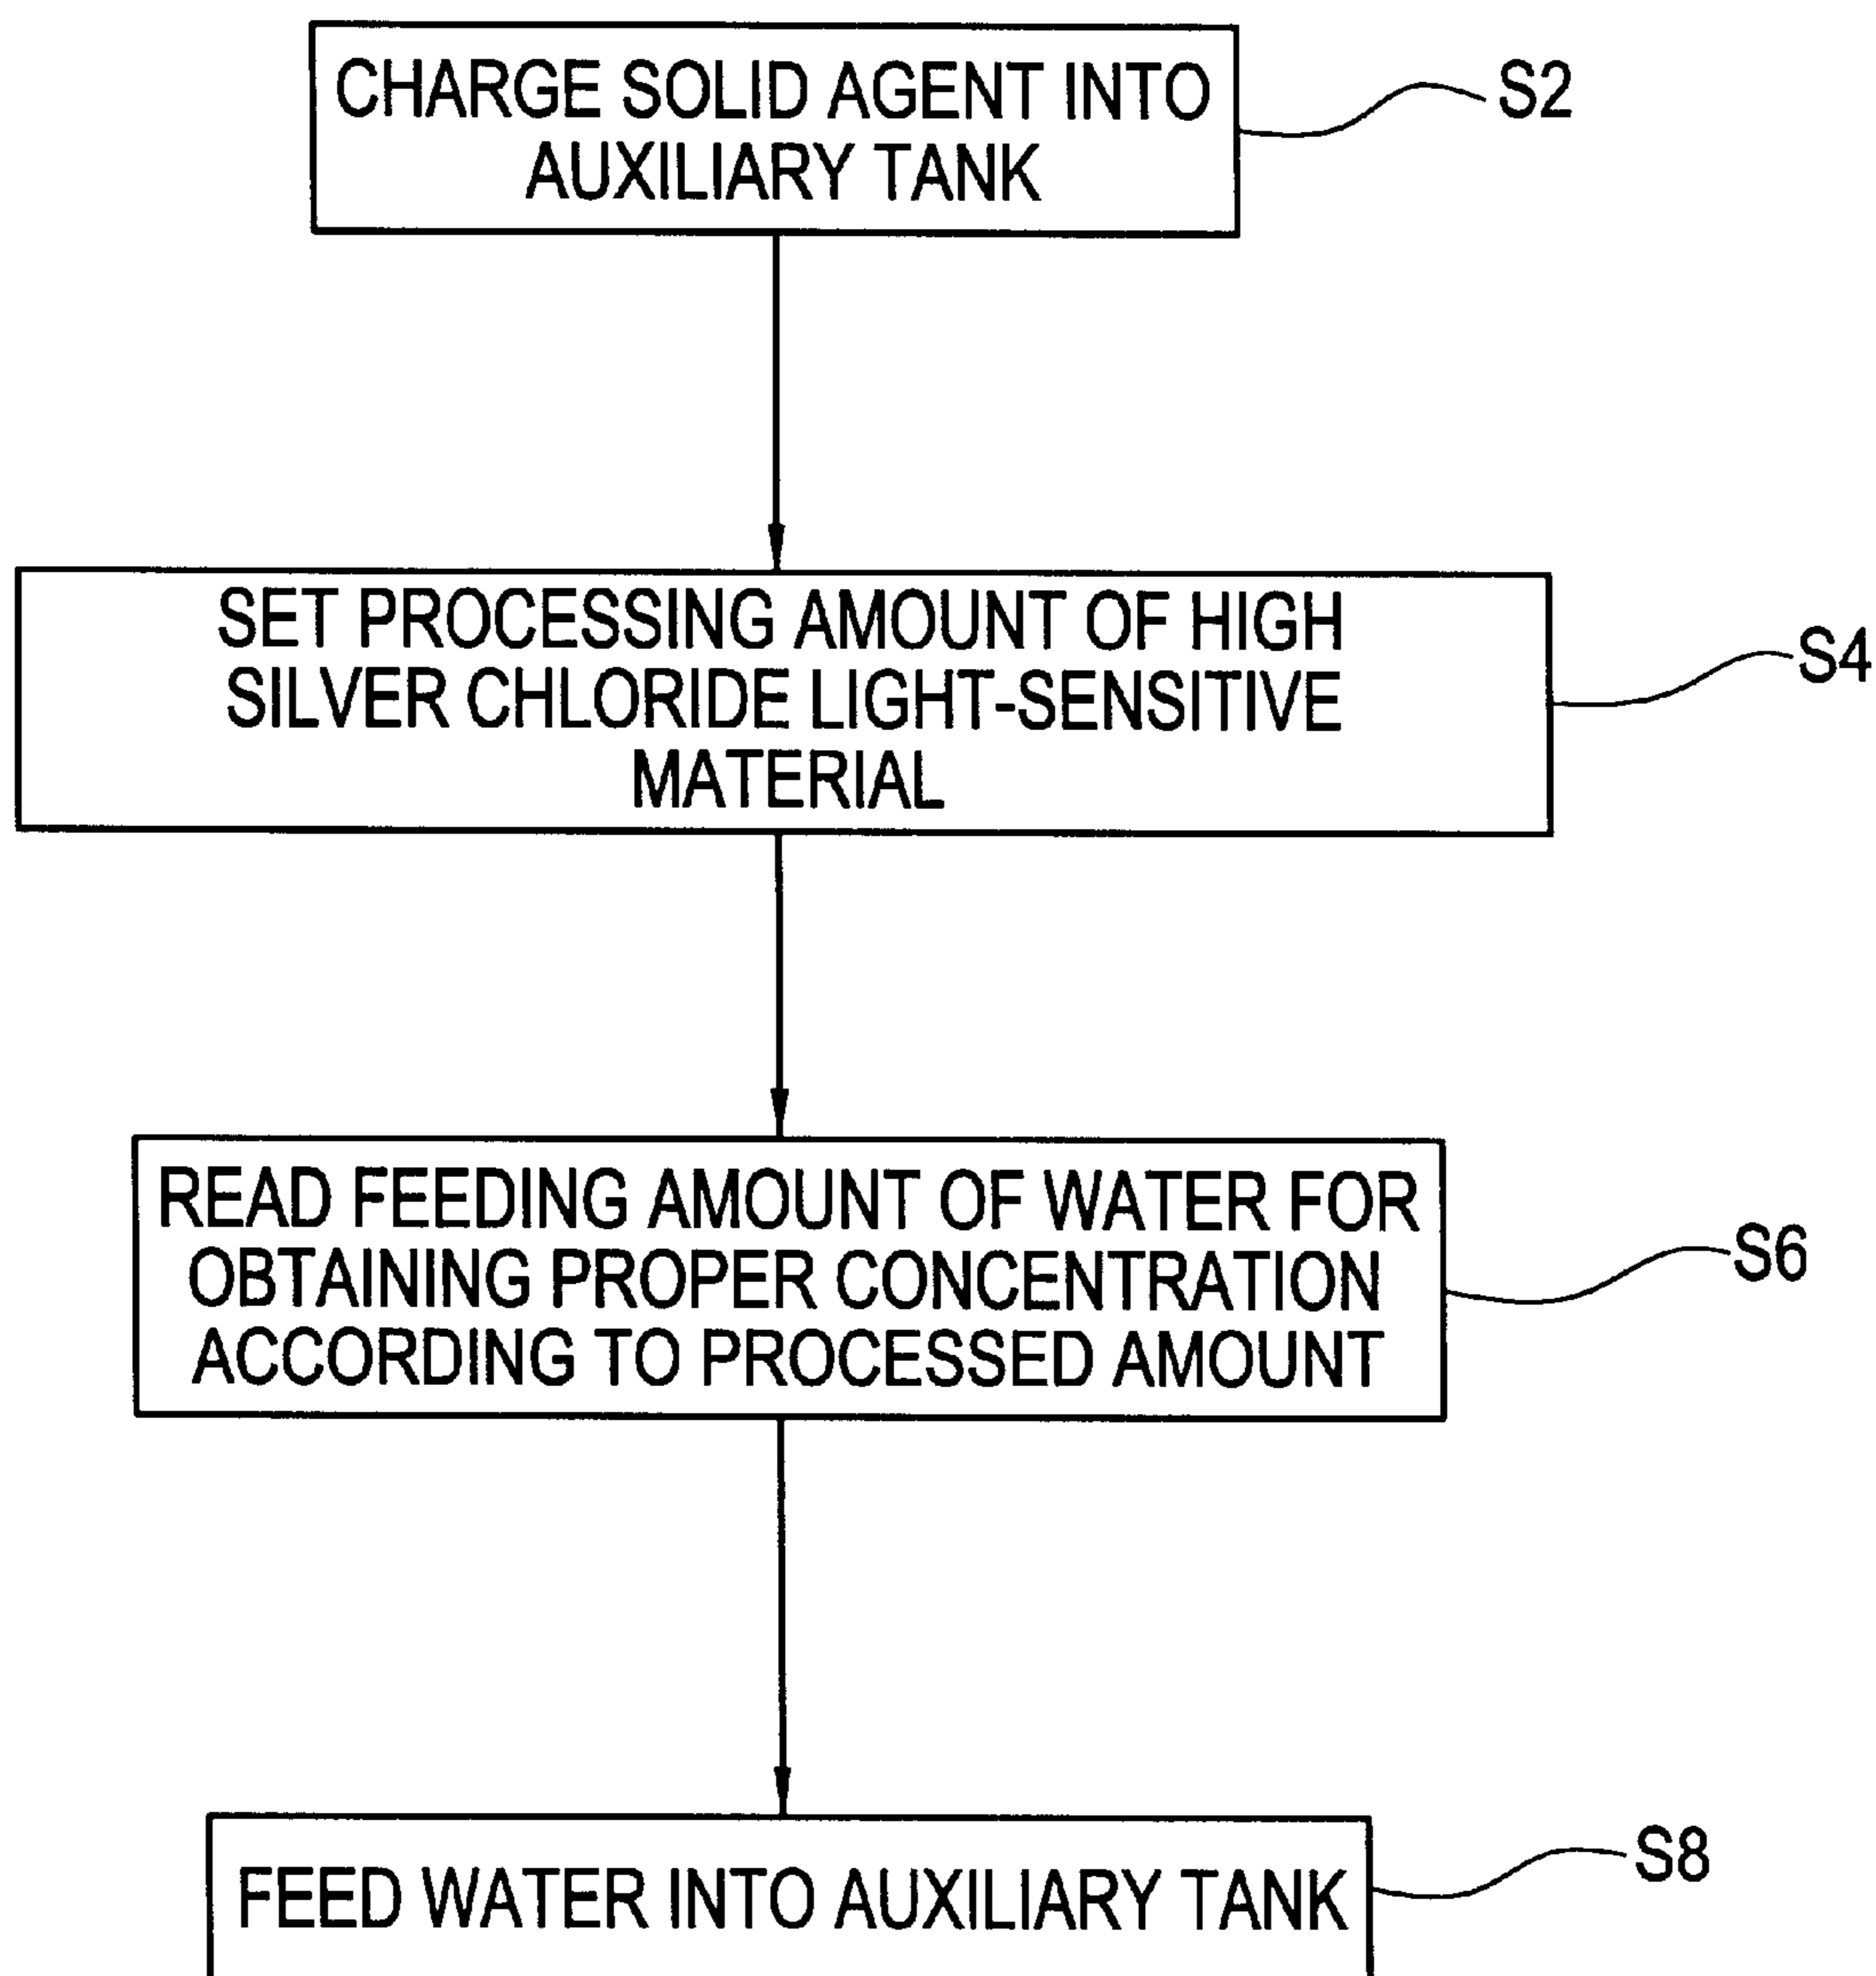 CHARGE SOLID AGENT INTO
AUXILIARY TANK
S2
SET PROCESSING AMOUNT OF HIGH
SILVER CHLORIDE LIGHT-SENSITIVE
MATERIAL
S4
READ FEEDING AMOUNT OF WATER FOR
OBTAINING PROPER CONCENTRATION
ACCORDING TO PROCESSED AMOUNT
S6
FEED WATER INTO AUXILIARY TANK
S8